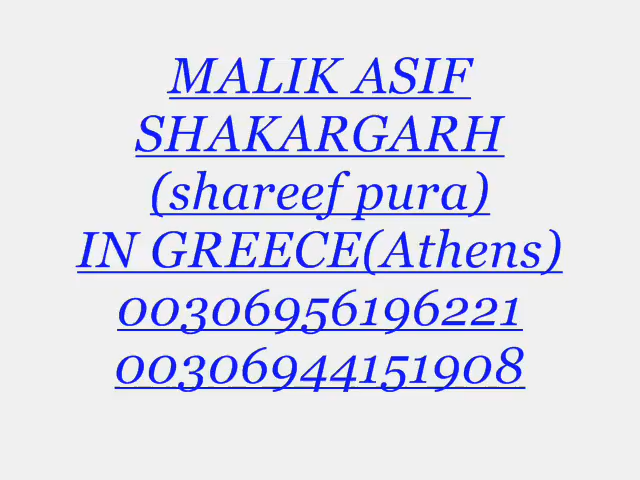 MALIK ASIF
SHAKARGARH
(shareef pura)
IN GREECE(Athens)
00306956196221
00306944151908